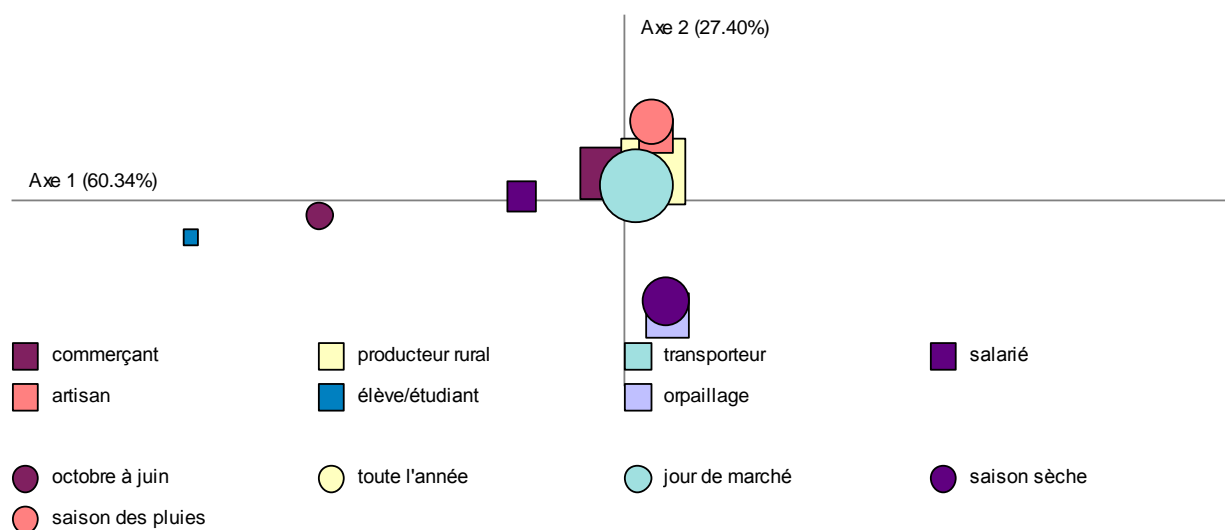 Axe 2 (27.40%)
Axe 1 (60.34%)
commerçant producteur rural transporteur salarié
artisan élève/étudiant orpaillage
octobre à juin toute l'année jour de marché saison sèche
saison des pluies